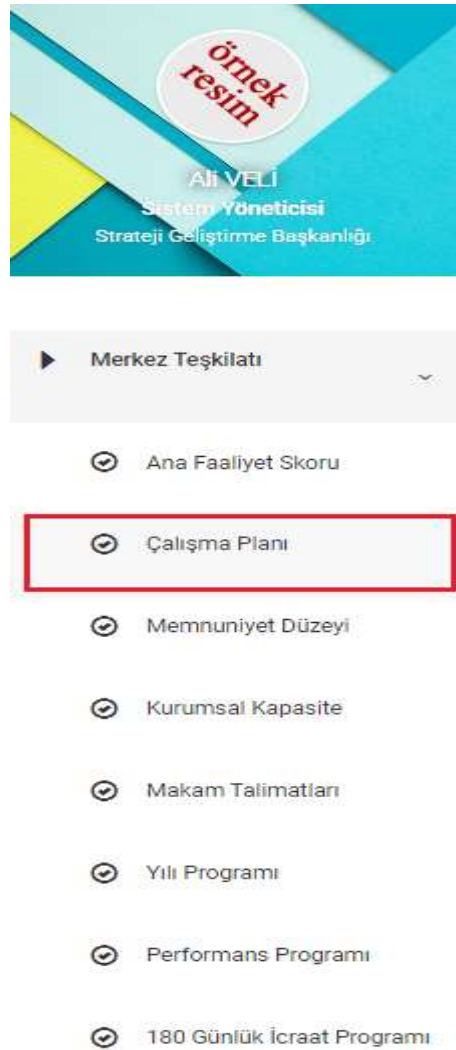 örnek
resim
Ali VELİ
Sistem Yöneticisi
Strateji Geliştirme Başkanlığı
Merkez Teşkilatı
Ana Faaliyet Skoru
Çalışma Planı
Memnuniyet Düzeyi
Kurumsal Kapasite
Makam Talimatları
Yılı Programı
Performans Programı
180 Günlük İcraat Programı